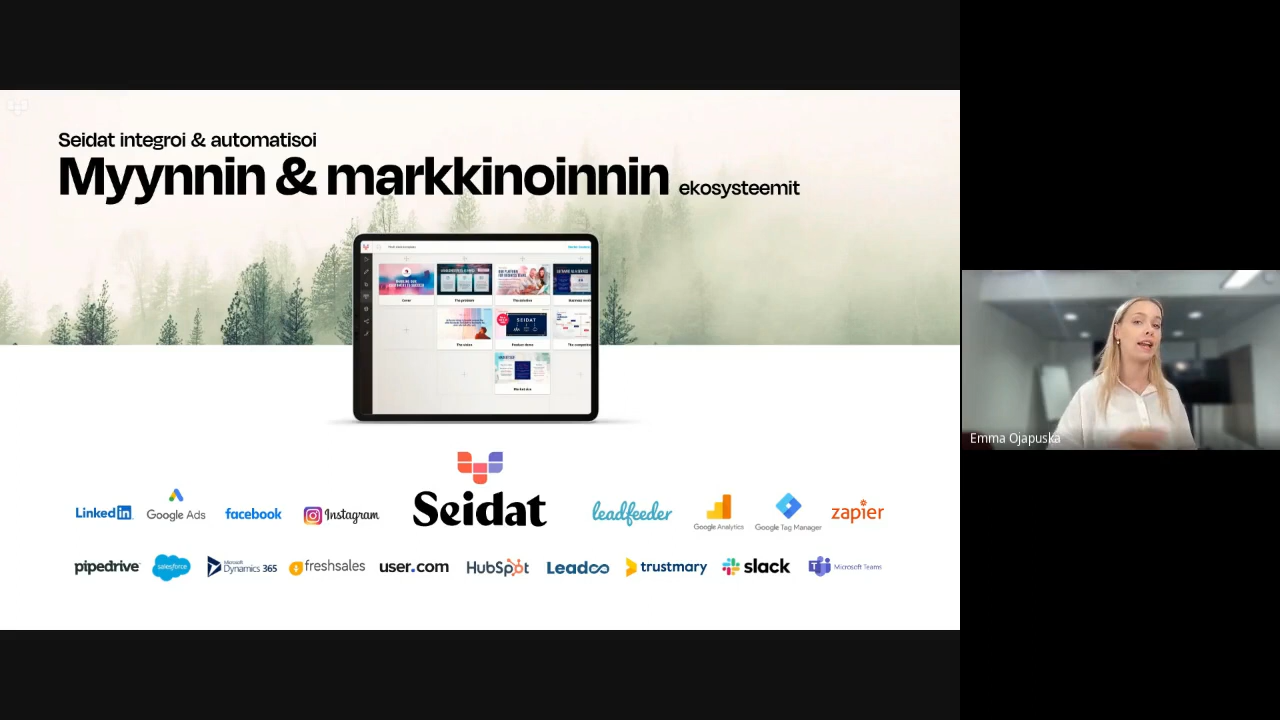 Seidat integroi & automatisoi
Myynnin & markkinoinnin ekosysteemit
SEIDAT
Seidat
LinkedIn
Google Ads
facebook
Instagram
leadfeeder
Google Analytics
Google Tag Manager
zapier
pipedrive
salesforce
Microsoft
Dynamics 365
freshsales
user.com
HubSpot
Leadoo
trustmary
slack
Microsoft Teams
Emma Ojapuska